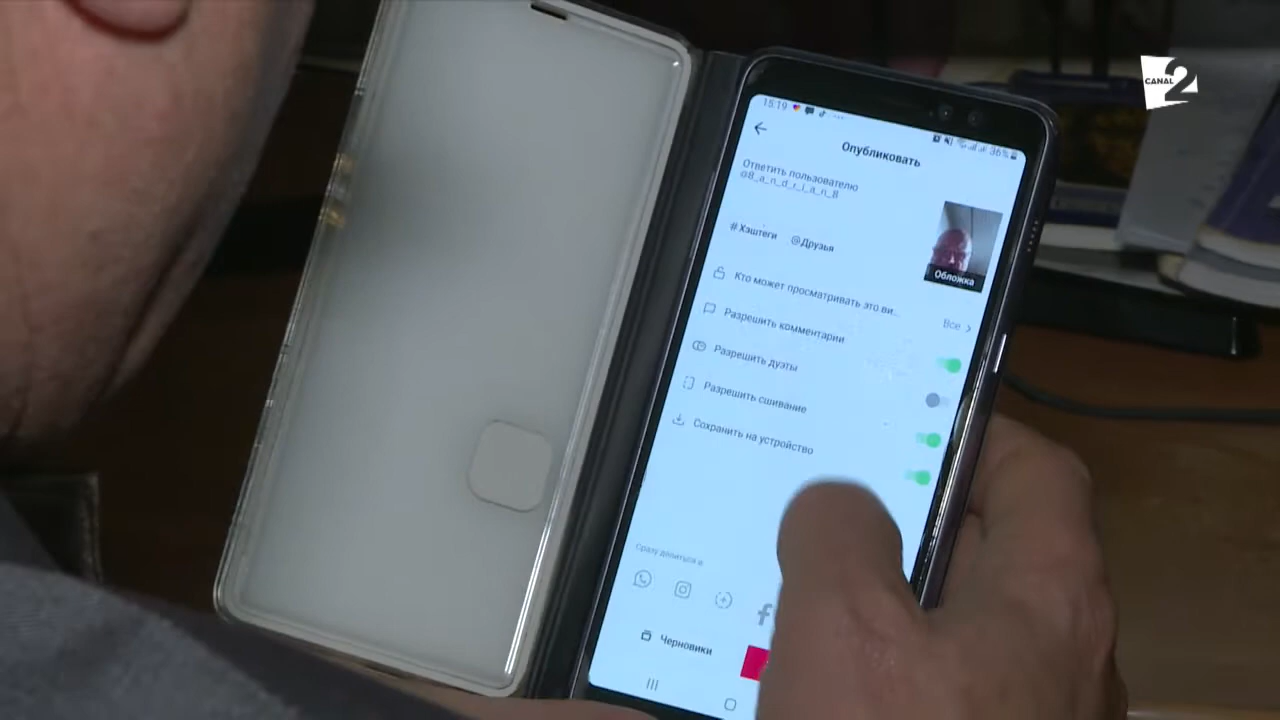 CANAL 2
15:19
36%
Опубликовать
Ответить пользователю
@8_a_n_d_r_i_a_n_8
#Хэштеги @Друзья
Обложка
Кто может просматривать это ви...
Все
Разрешить комментарии
Разрешить дуэты
Разрешить сшивание
Сохранить на устройство
Сразу делиться в
Черновики